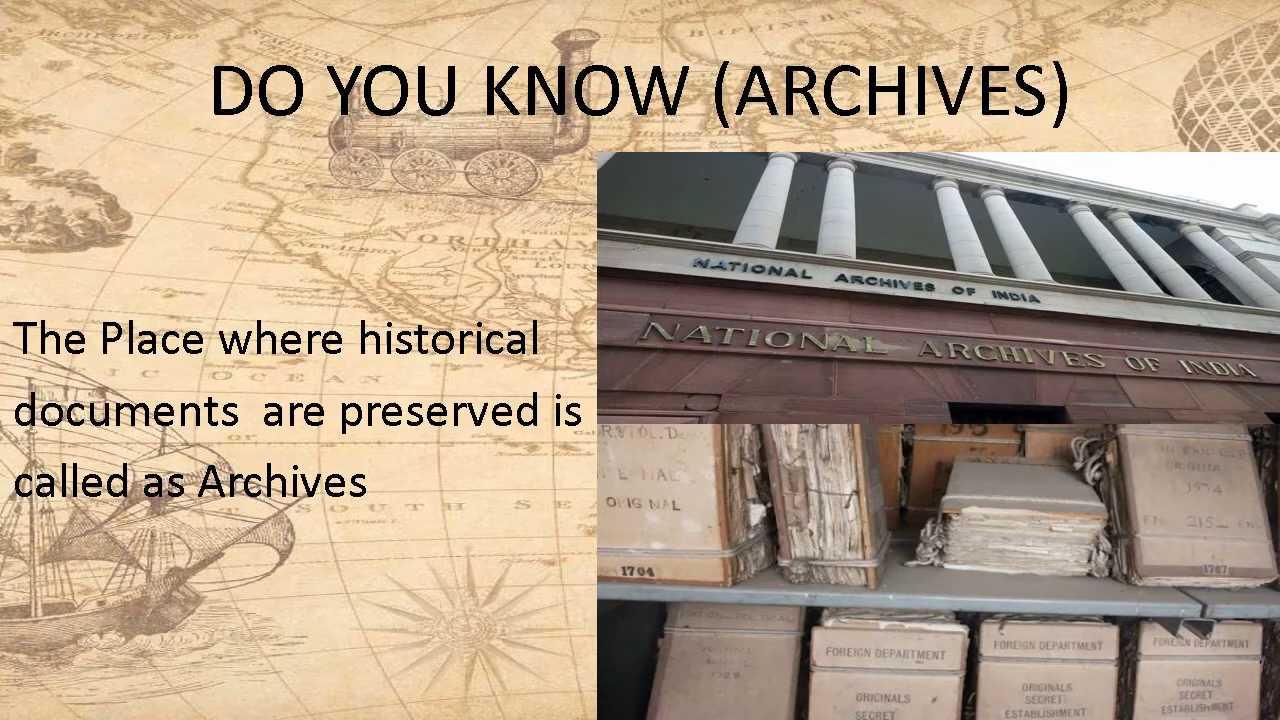 DO YOU KNOW (ARCHIVES)
The Place where historical
documents  are preserved is
called as Archives
NATIONAL ARCHIVES OF INDIA
NATIONAL ARCHIVES OF INDIA
ORIGINAL
1704
1767
FOREIGN DEPARTMENT
ORIGINALS
SECRET
FOREIGN DEPARTMENT
ORIGINALS
SECRET
ESTABLISHMENT
FOREIGN DEPARTMENT
ORIGINALS
SECRET
ESTABLISHMENT